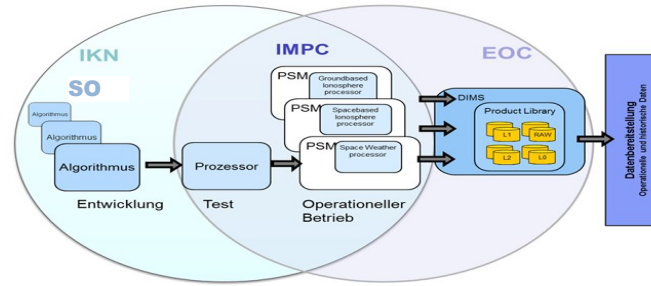 IKN
IMPC
EOC
SO
Algorithmus
Algorithmus
Algorithmus
Entwicklung
Prozessor
Test
PSM
Groundbased
Ionosphere
processor
PSM
Spacebased
Ionosphere
processor
PSM
Space Weather
processor
Operationeller
Betrieb
DIMS
Product Library
L1
RAW
L2
L0
Datenbereitstellung
Operationelle und historische Daten